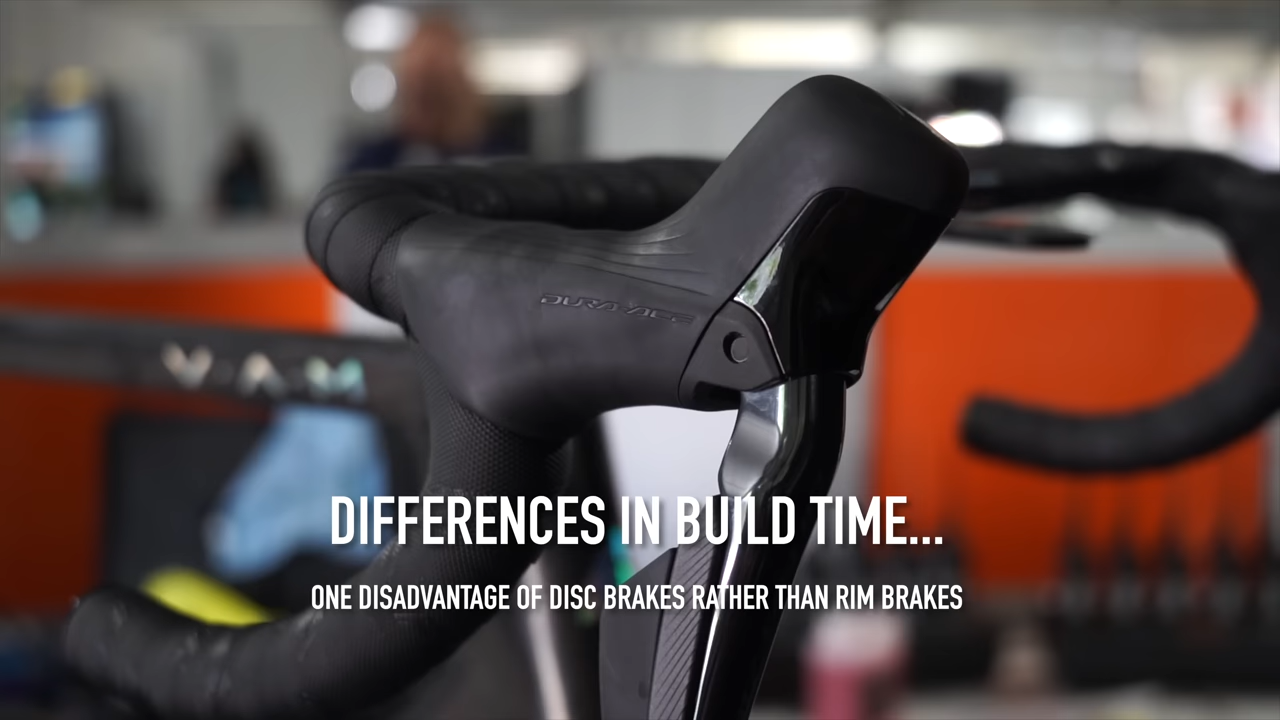 DURA-ACE
V·A·M
DIFFERENCES IN BUILD TIME...
ONE DISADVANTAGE OF DISC BRAKES RATHER THAN RIM BRAKES